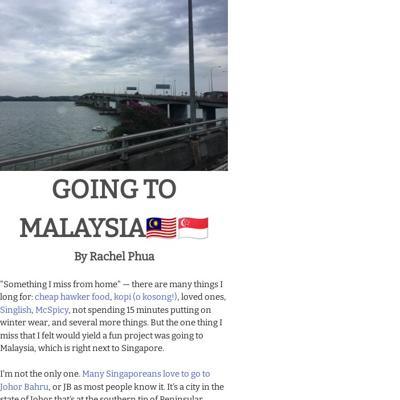 GOING TO
MALAYSIA🇲🇾🇸🇬
By Rachel Phua
"Something I miss from home" — there are many things I
long for: cheap hawker food, kopi (o kosong!), loved ones,
Singlish, McSpicy, not spending 15 minutes putting on
winter wear, and several more things. But the one thing I
miss that I felt would yield a fun project was going to
Malaysia, which is right next to Singapore.
I'm not the only one. Many Singaporeans love to go to
Johor Bahru, or JB as most people know it. It's a city in the
state of Johor that's at the southern tip of Peninsular